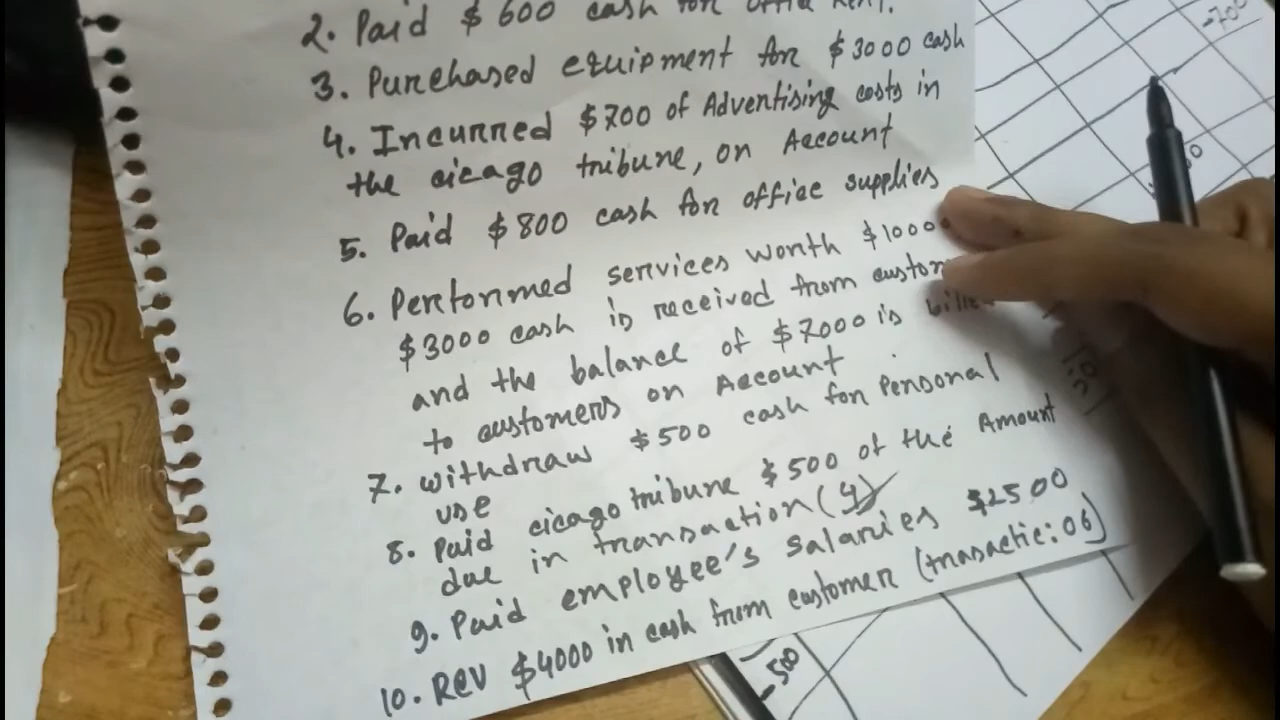 2. Paid $ 600 cash for office rent.
3. Purchased equipment for $3000 cash
4. Incurred $700 of Advertising costs in
the cicago tribune, on Account
5. Paid $800 cash for office supplies
6. Performed services worth $1000
$3000 cash is received from custom
and the balance of $7000 is billed
to customers on Account
7. withdraw $500 cash for Personal
use
8. Paid cicago tribune $500 of the Amount
due in transaction (4)
9. Paid employee's salaries $2500
10. Rev $4000 in cash from customer (trasactic: 06)
-700
-500